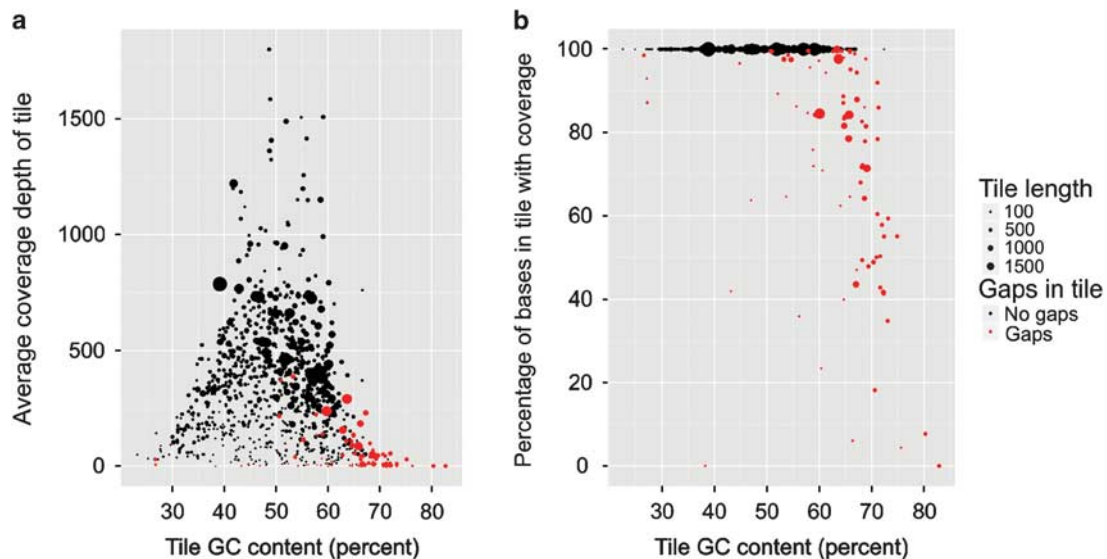 a
Average coverage depth of tile
1500
1000
500
0
30 40 50 60 70 80
Tile GC content (percent)
b
Percentage of bases in tile with coverage
100
80
60
40
20
0
30 40 50 60 70 80
Tile GC content (percent)
Tile length
100
500
1000
1500
Gaps in tile
No gaps
Gaps